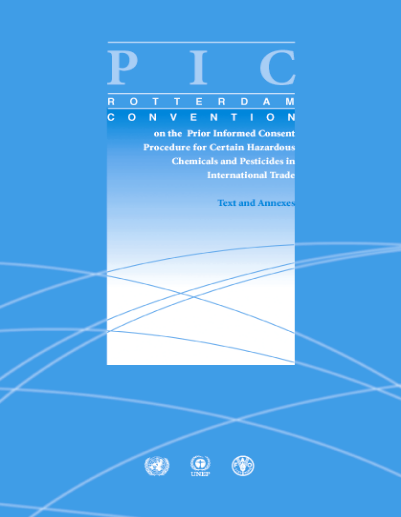 PIC
ROTTERDAM
CONVENTION
on the Prior Informed Consent
Procedure for Certain Hazardous
Chemicals and Pesticides in
International Trade
Text and Annexes
UNEP